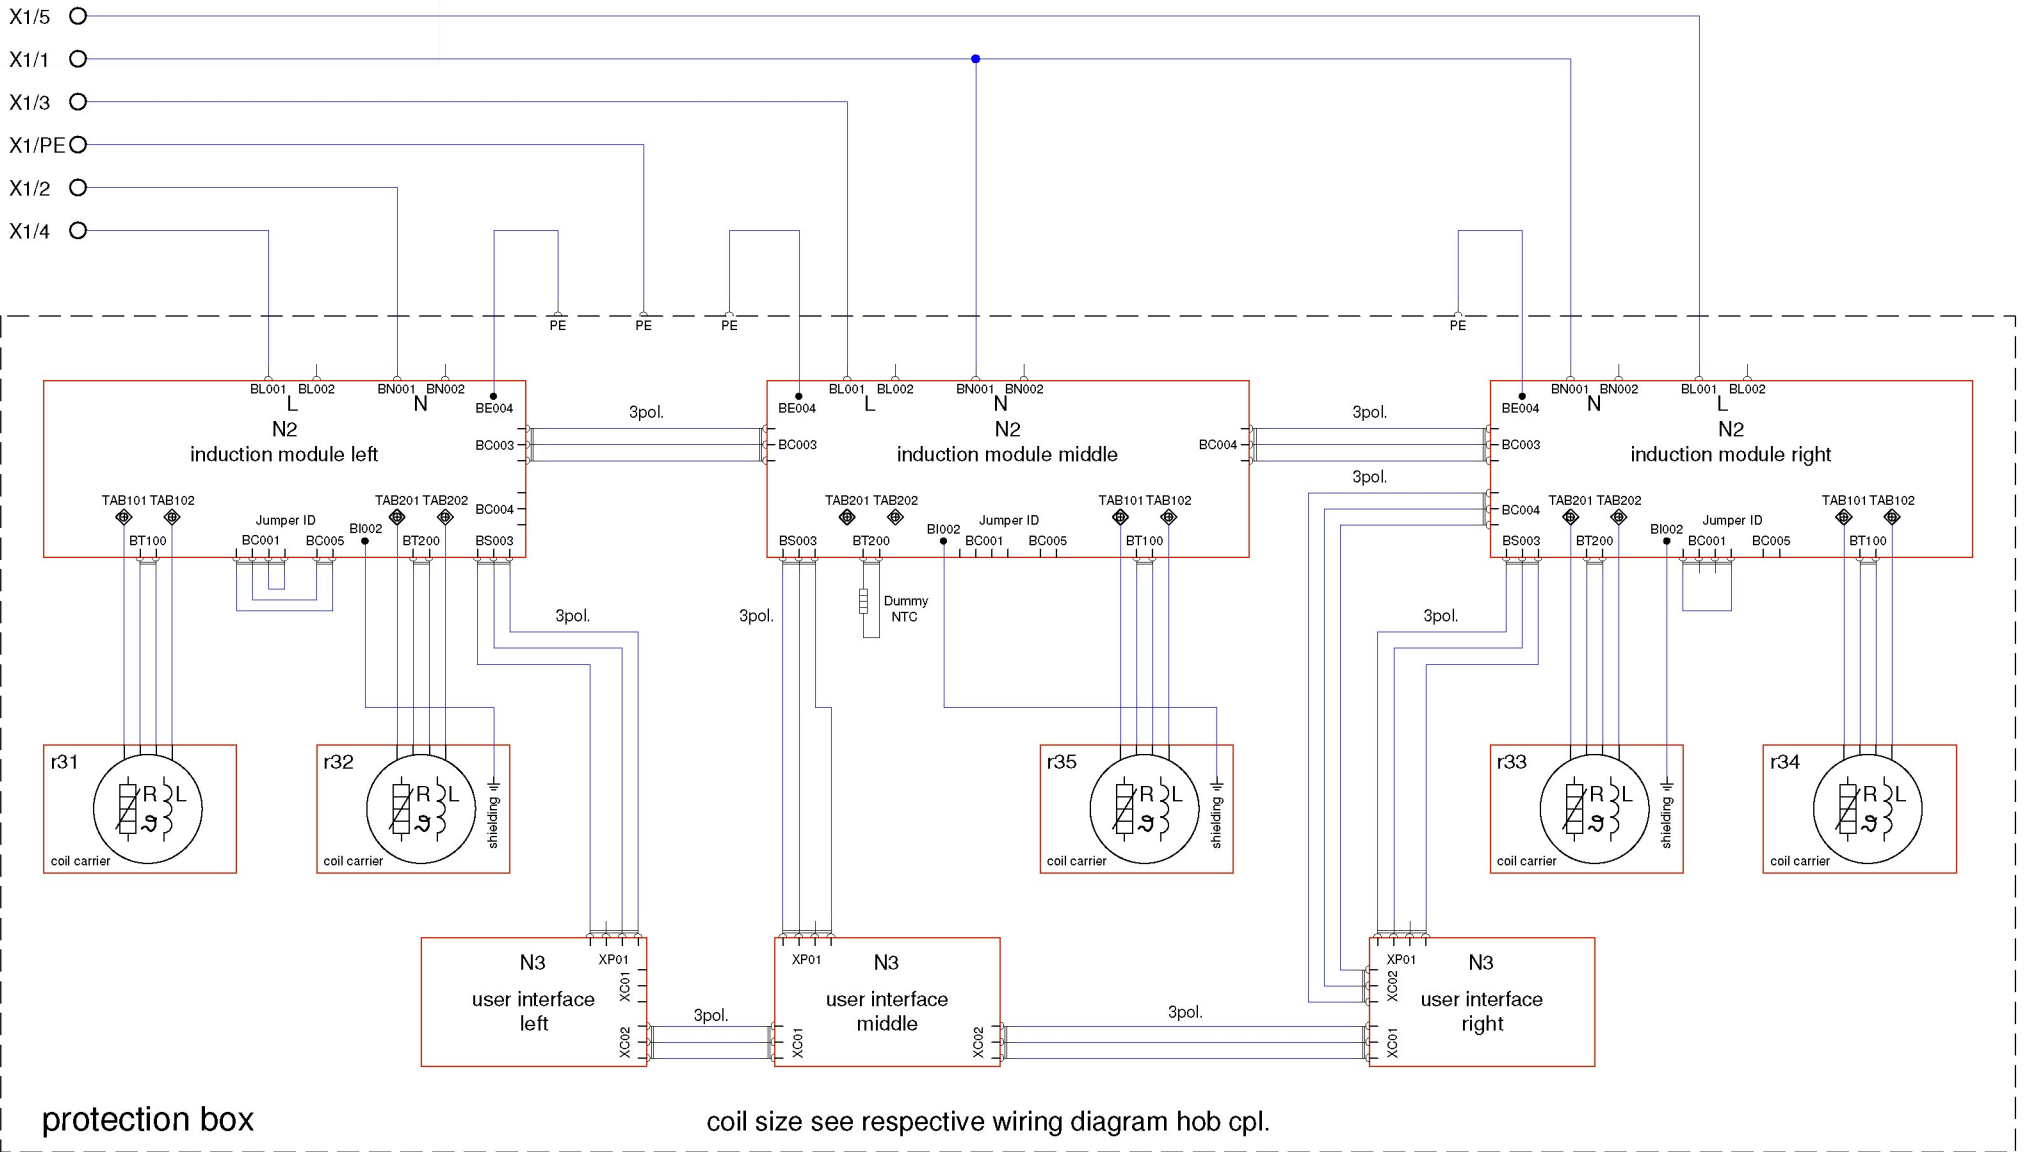 X1/5
X1/1
X1/3
X1/PE
X1/2
X1/4
PE PE PE PE
BL001 BL002 BN001 BN002
L N
BE004
N2
induction module left
BC003
BC004
TAB101 TAB102
TAB201 TAB202
Jumper ID
BI002
BT100 BC001 BC005 BT200 BS003
3pol.
BL001 BL002 BN001 BN002
BE004
L N
N2
induction module middle
BC003
BC004
TAB201 TAB202
TAB101 TAB102
BI002
Jumper ID
BS003 BT200 BC001 BC005 BT100
3pol.
3pol.
BN001 BN002 BL001 BL002
BE004
N L
N2
induction module right
BC003
BC004
TAB201 TAB202
TAB101 TAB102
BI002
Jumper ID
BS003 BT200 BC001 BC005 BT100
3pol.
3pol.
Dummy
NTC
3pol.
r31
R L
ϑ
coil carrier
r32
R L
ϑ
shielding
coil carrier
r35
R L
ϑ
shielding
coil carrier
r33
R L
ϑ
shielding
coil carrier
r34
R L
ϑ
coil carrier
N3
XP01
XC01
user interface
left
XC02
3pol.
XP01
N3
user interface
middle
XC01
XC02
3pol.
XP01
N3
XC02
user interface
right
XC01
protection box
coil size see respective wiring diagram hob cpl.